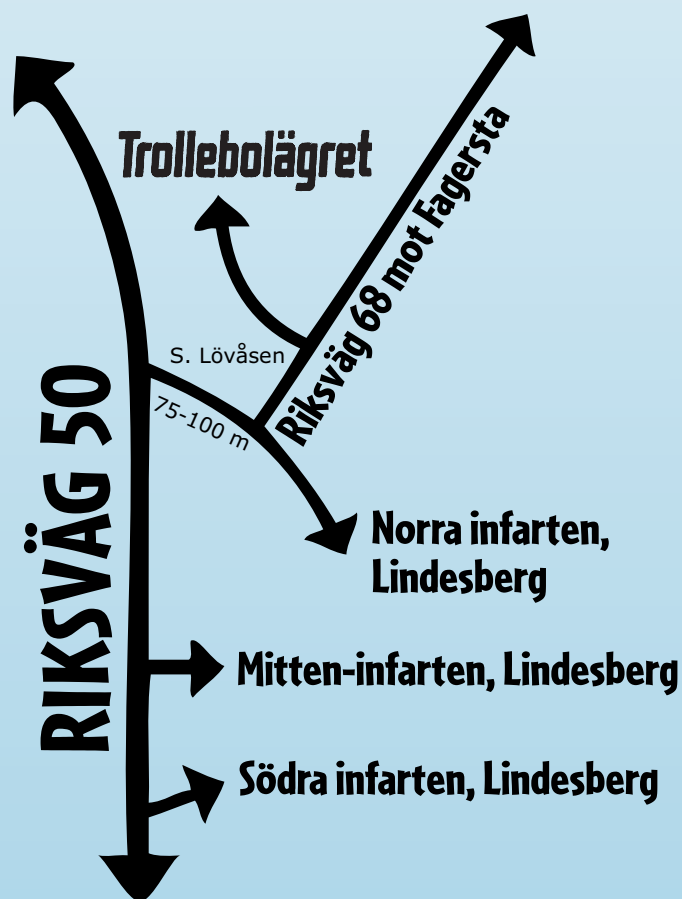 Trollebolägret
Riksväg 68 mot Fagersta
S. Lövåsen
75-100 m
RIKSVÄG 50
Norra infarten,
Lindesberg
Mitten-infarten, Lindesberg
Södra infarten, Lindesberg